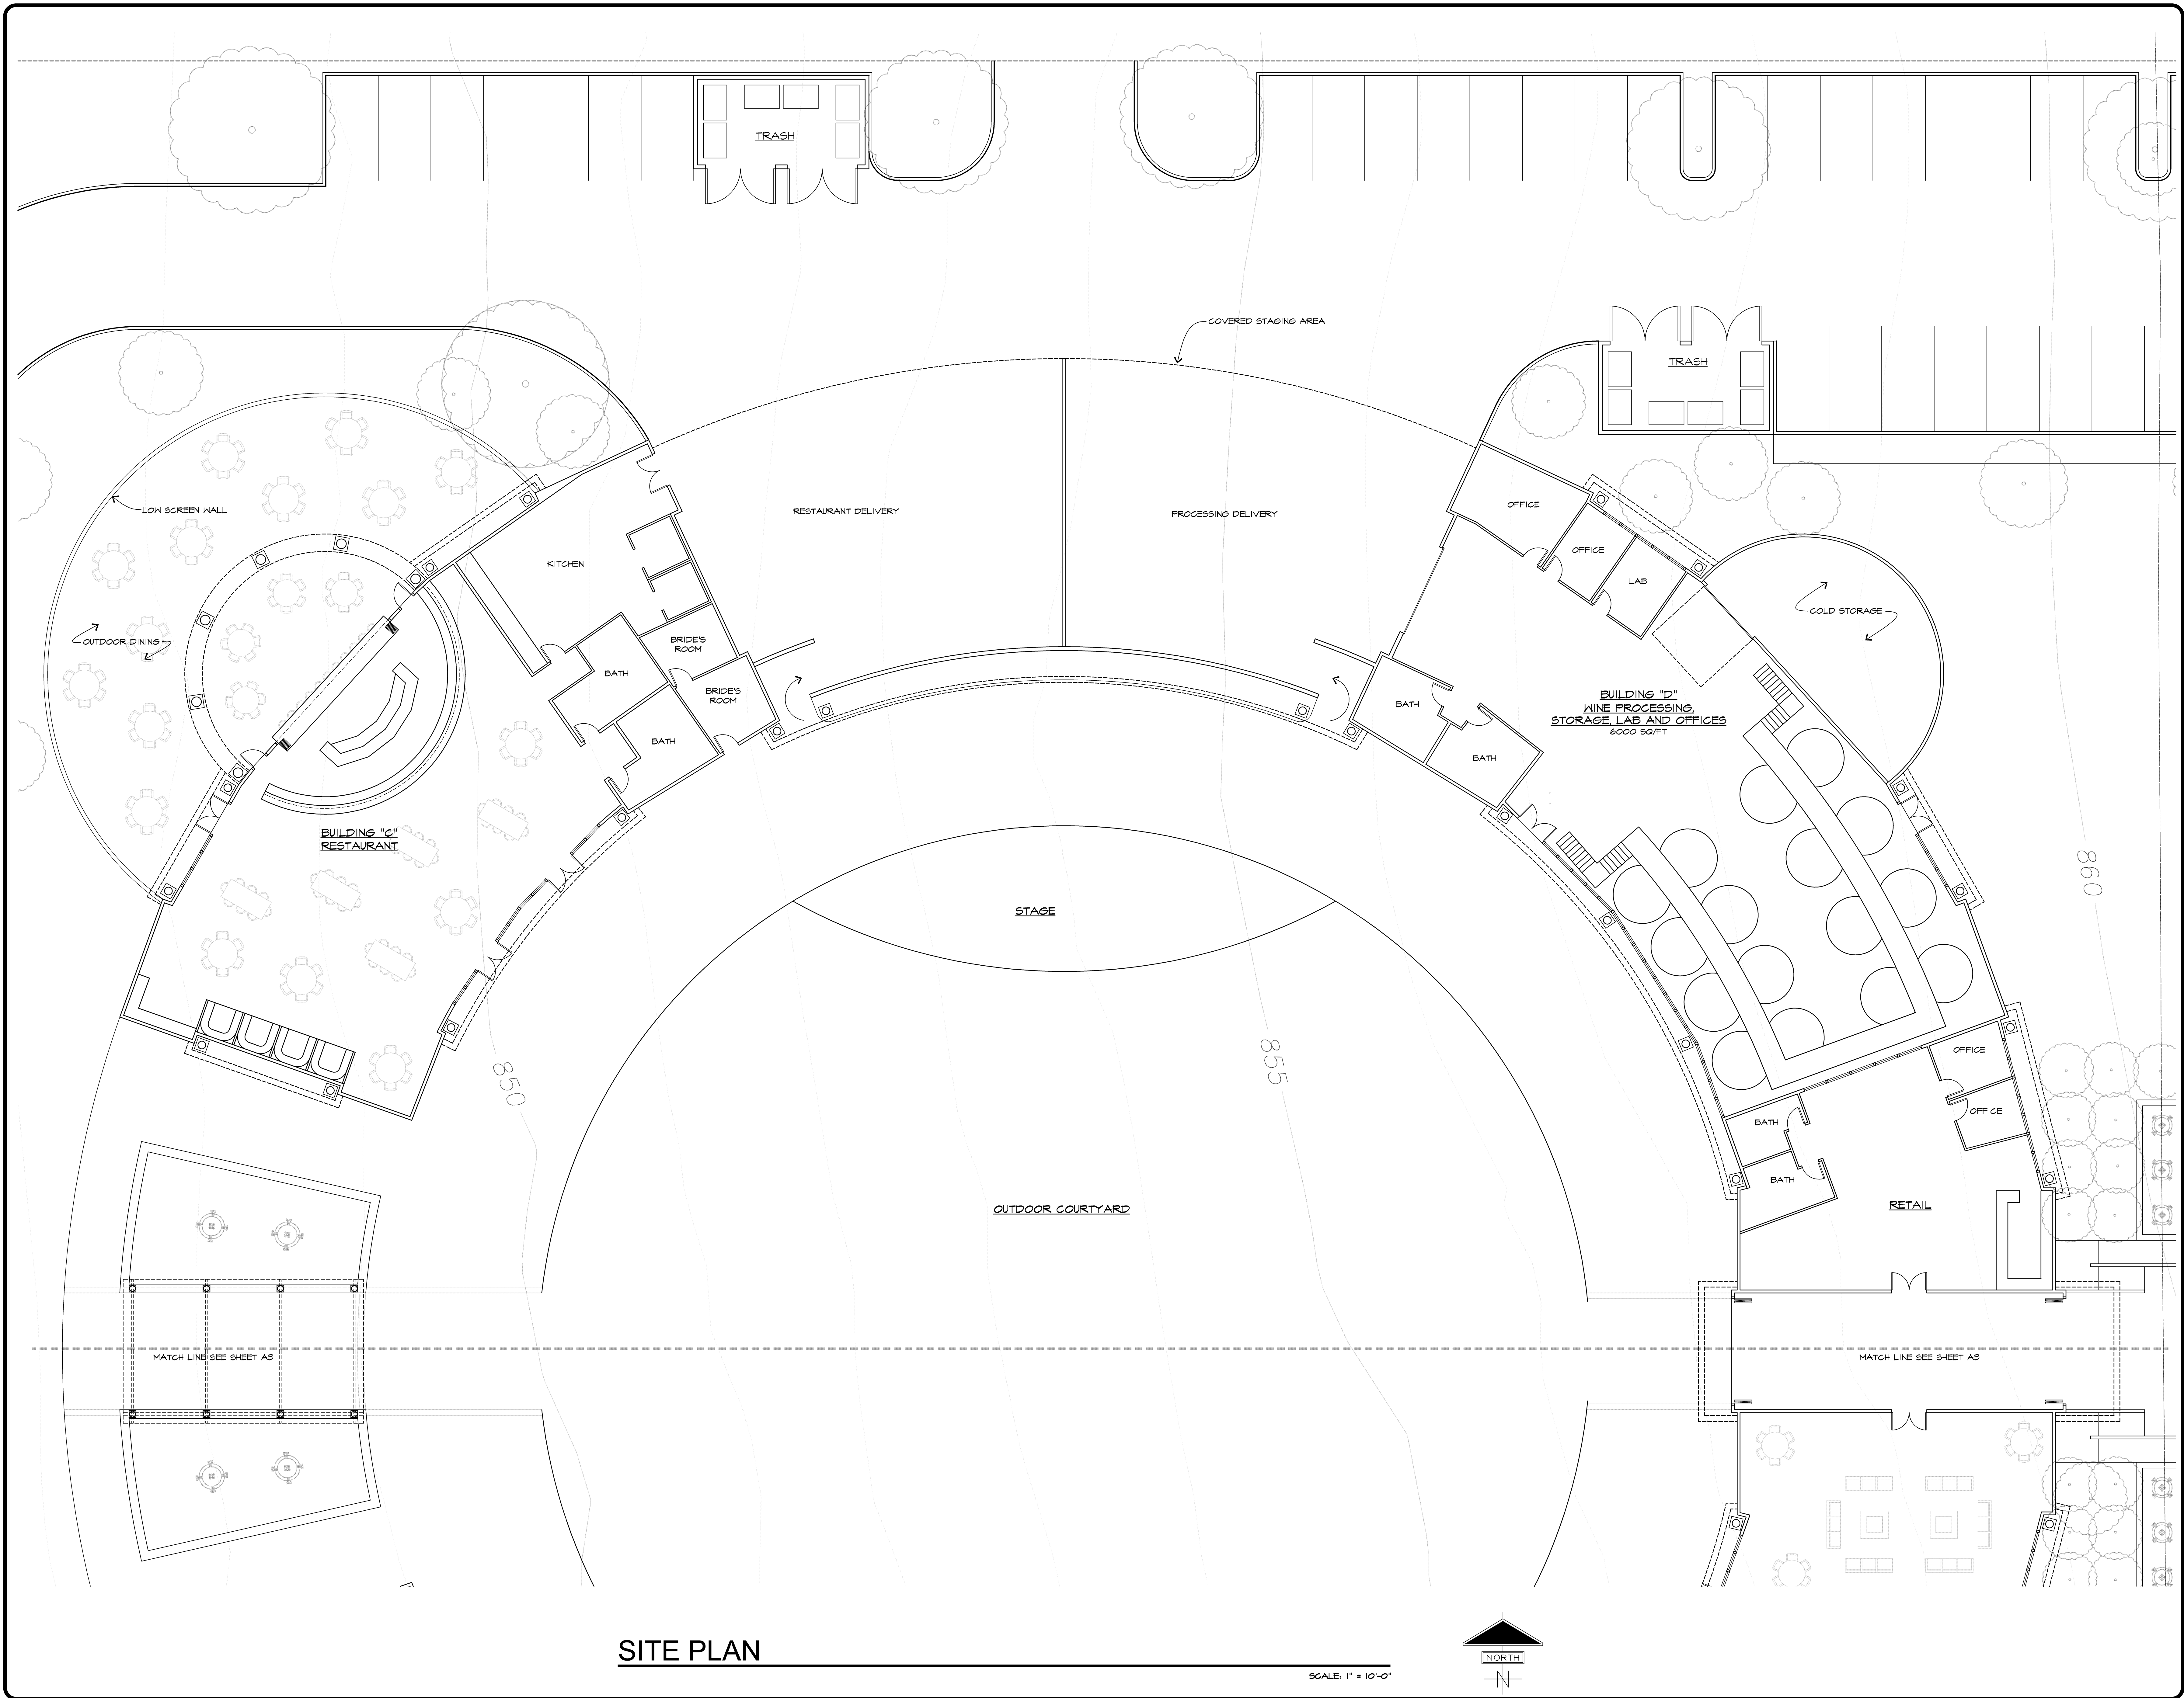 TRASH
COVERED STAGING AREA
TRASH
LOW SCREEN WALL
RESTAURANT DELIVERY
PROCESSING DELIVERY
OFFICE
OFFICE
LAB
KITCHEN
COLD STORAGE
OUTDOOR DINING
BRIDE'S
ROOM
BATH
BRIDE'S
ROOM
BATH
BATH
BATH
BUILDING "D"
WINE PROCESSING,
STORAGE, LAB AND OFFICES
6000 SQ/FT
BUILDING "C"
RESTAURANT
860
STAGE
850
855
OFFICE
OFFICE
BATH
BATH
RETAIL
OUTDOOR COURTYARD
MATCH LINE SEE SHEET A3
MATCH LINE SEE SHEET A3
SITE PLAN
SCALE: 1" = 10'-0"
NORTH
N